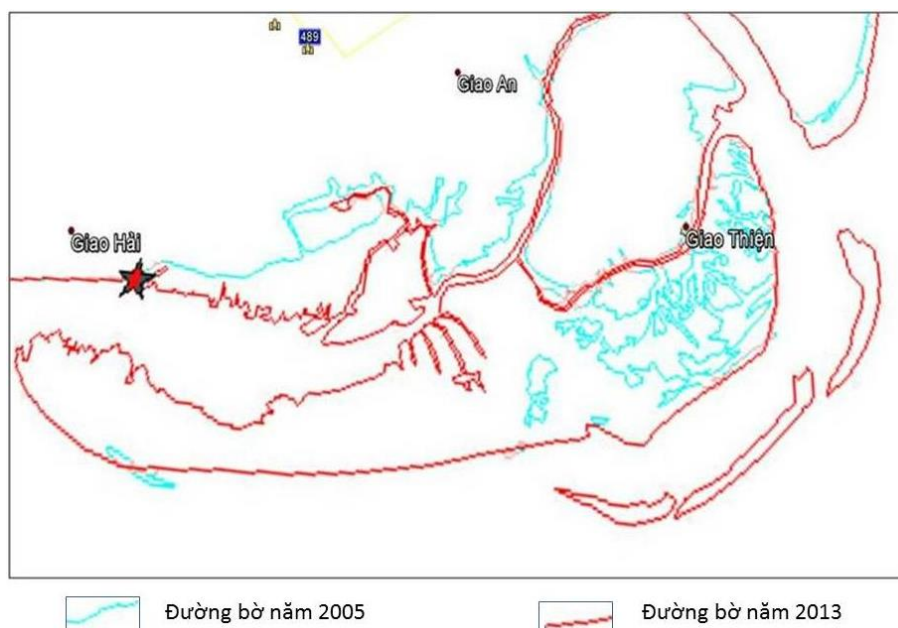 489
Giao An
Giao Hải
Giao Thiện
Đường bờ năm 2005
Đường bờ năm 2013